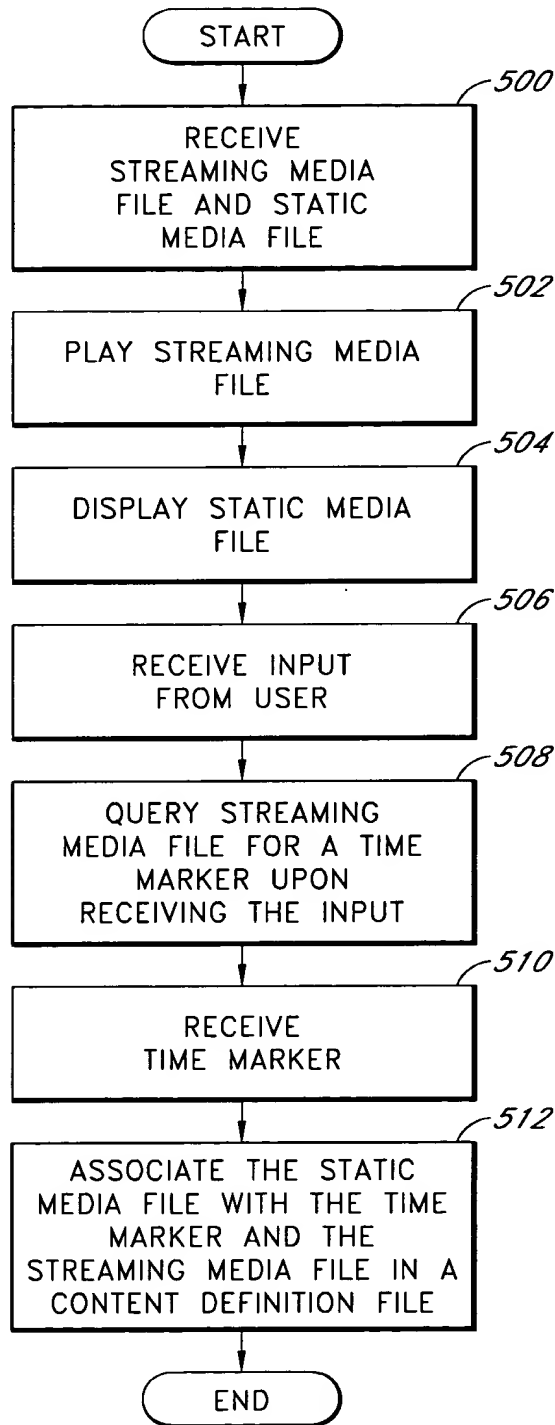 START
500
RECEIVE
STREAMING MEDIA
FILE AND STATIC
MEDIA FILE
502
PLAY STREAMING MEDIA
FILE
504
DISPLAY STATIC MEDIA
FILE
506
RECEIVE INPUT
FROM USER
508
QUERY STREAMING
MEDIA FILE FOR A TIME
MARKER UPON
RECEIVING THE INPUT
510
RECEIVE
TIME MARKER
512
ASSOCIATE THE STATIC
MEDIA FILE WITH THE TIME
MARKER AND THE
STREAMING MEDIA FILE IN A
CONTENT DEFINITION FILE
END